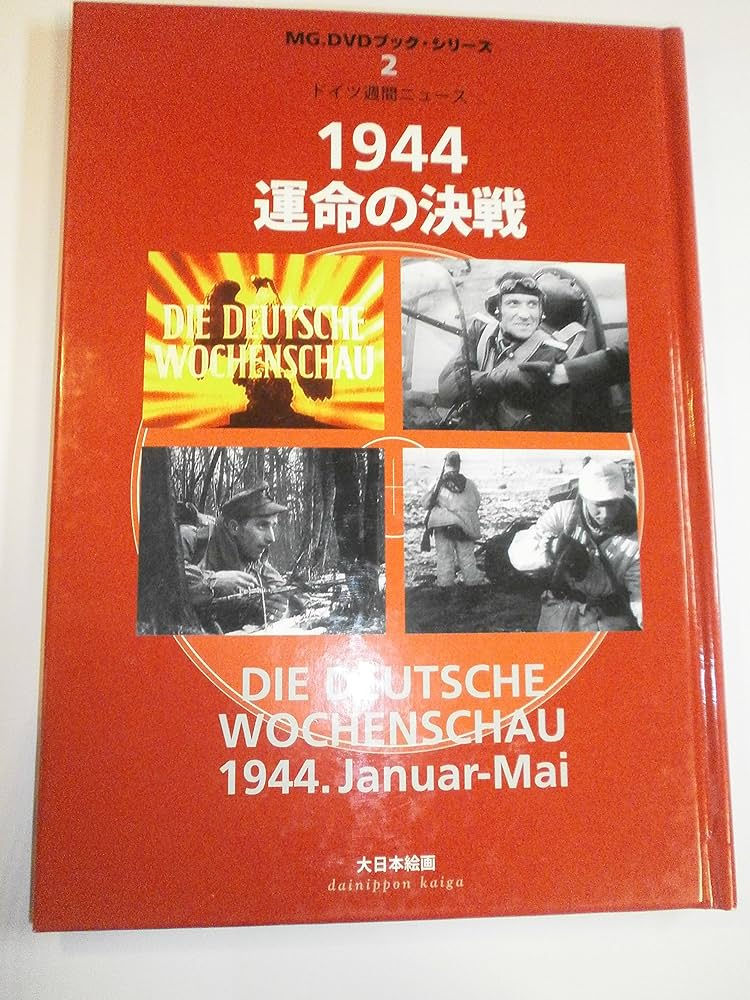 MG.DVDブック・シリーズ
2
ドイツ週間ニュース
1944
運命の決戦
DIE DEUTSCHE
WOCHENSCHAU
DIE DEUTSCHE
WOCHENSCHAU
1944. Januar-Mai
大日本絵画
dainippon kaiga